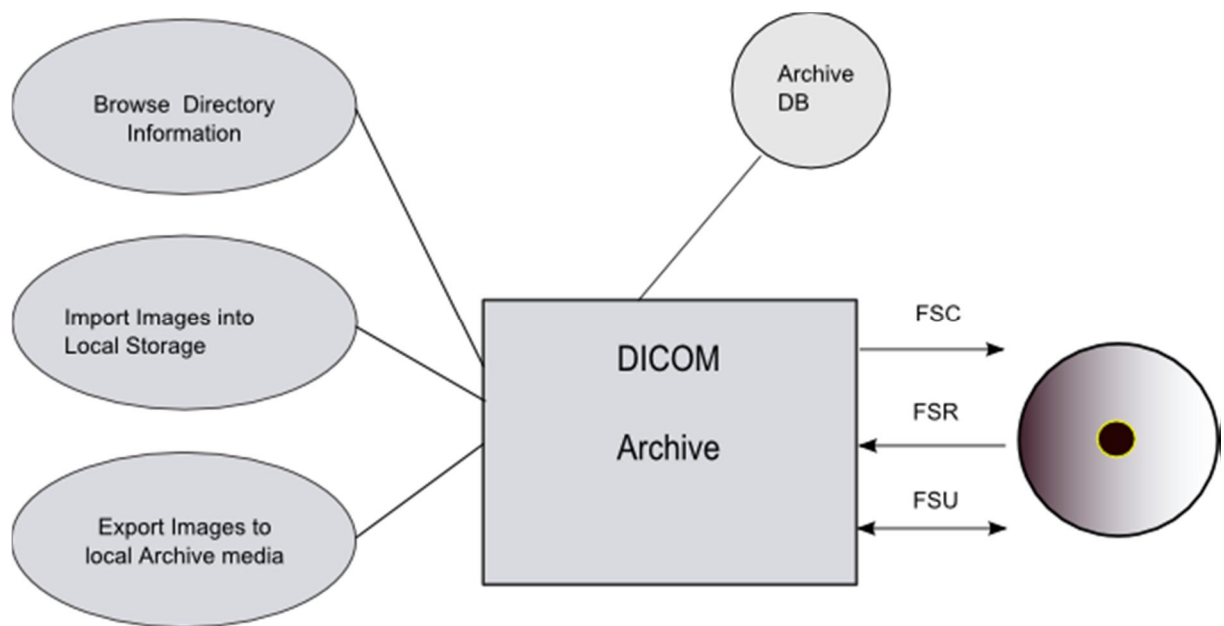 Browse Directory
Information
Archive
DB
Import Images into
Local Storage
DICOM
Archive
FSC
FSR
FSU
Export Images to
local Archive media